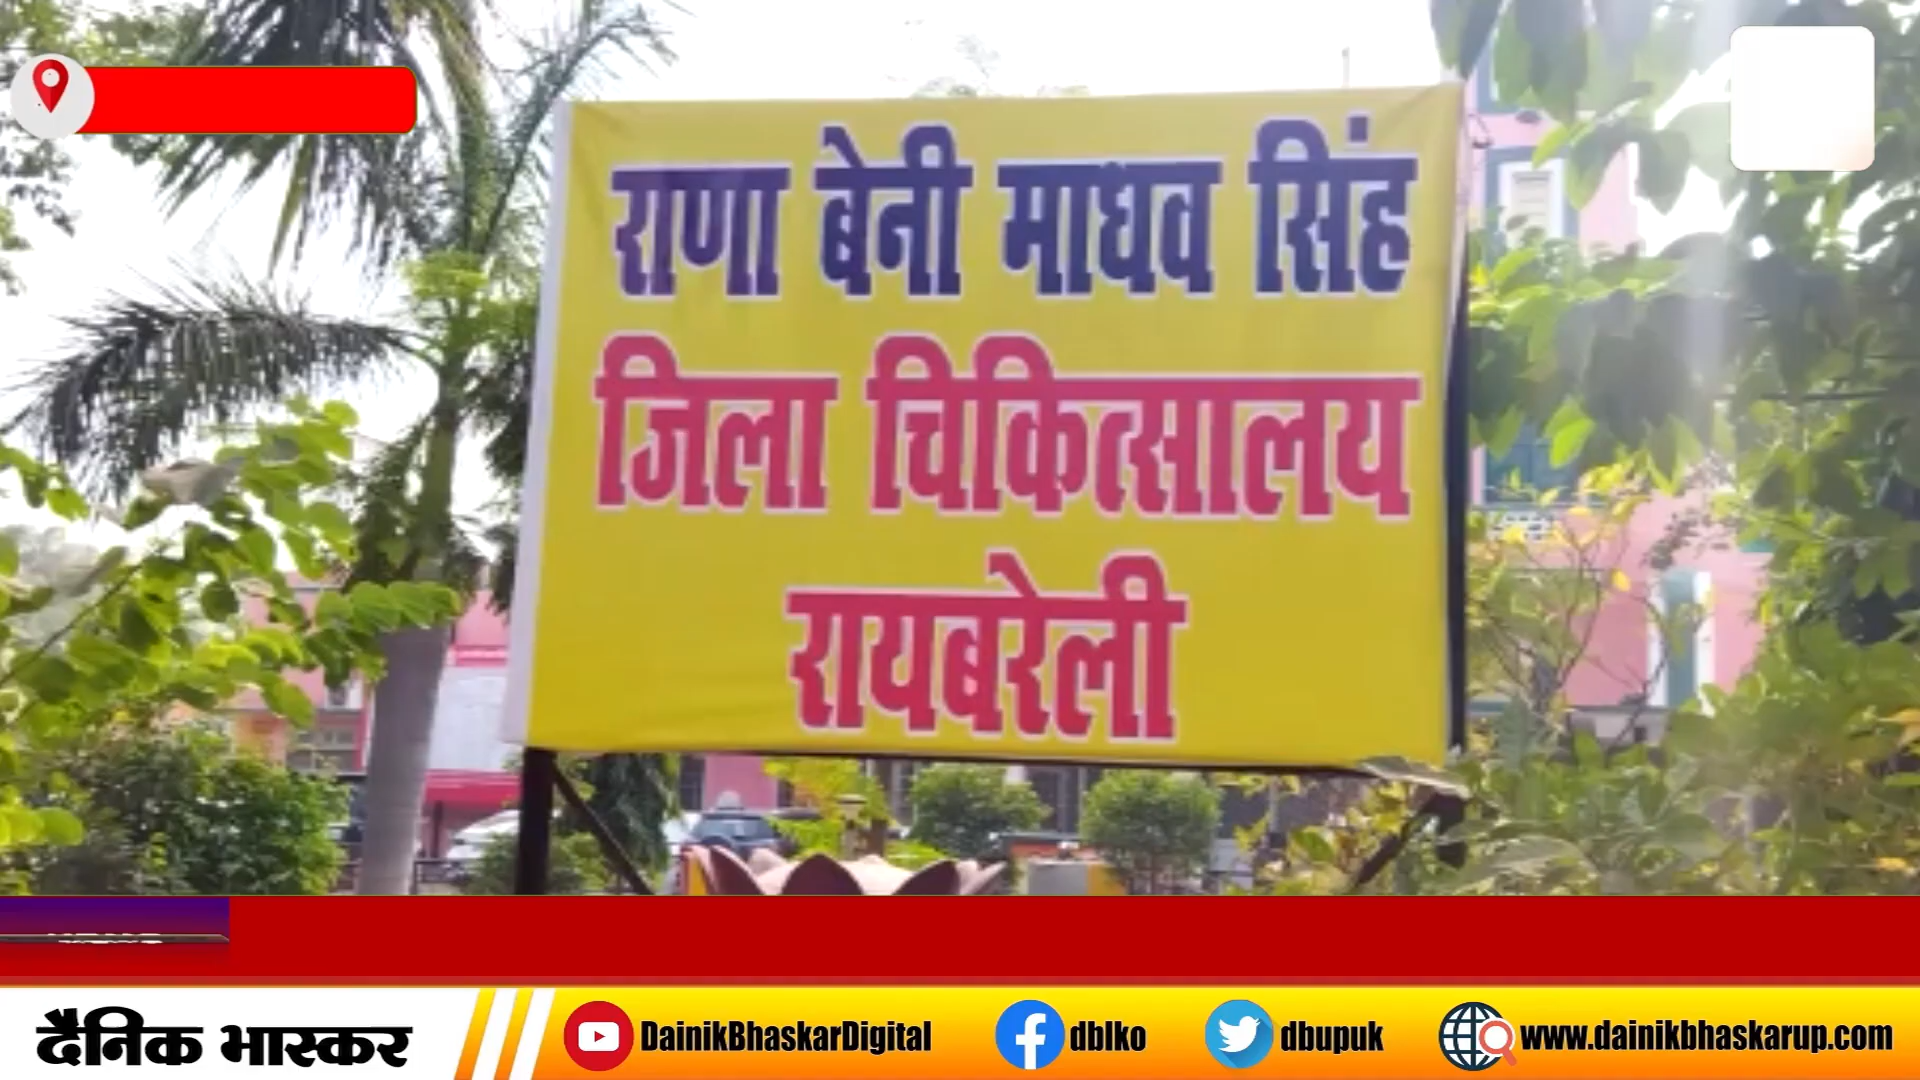 राणा बेनी माधव सिंह
जिला चिकित्सालय
रायबरेली
दैनिक भास्कर
DainikBhaskarDigital
dblko
dbupuk
www.dainikbhaskarup.com